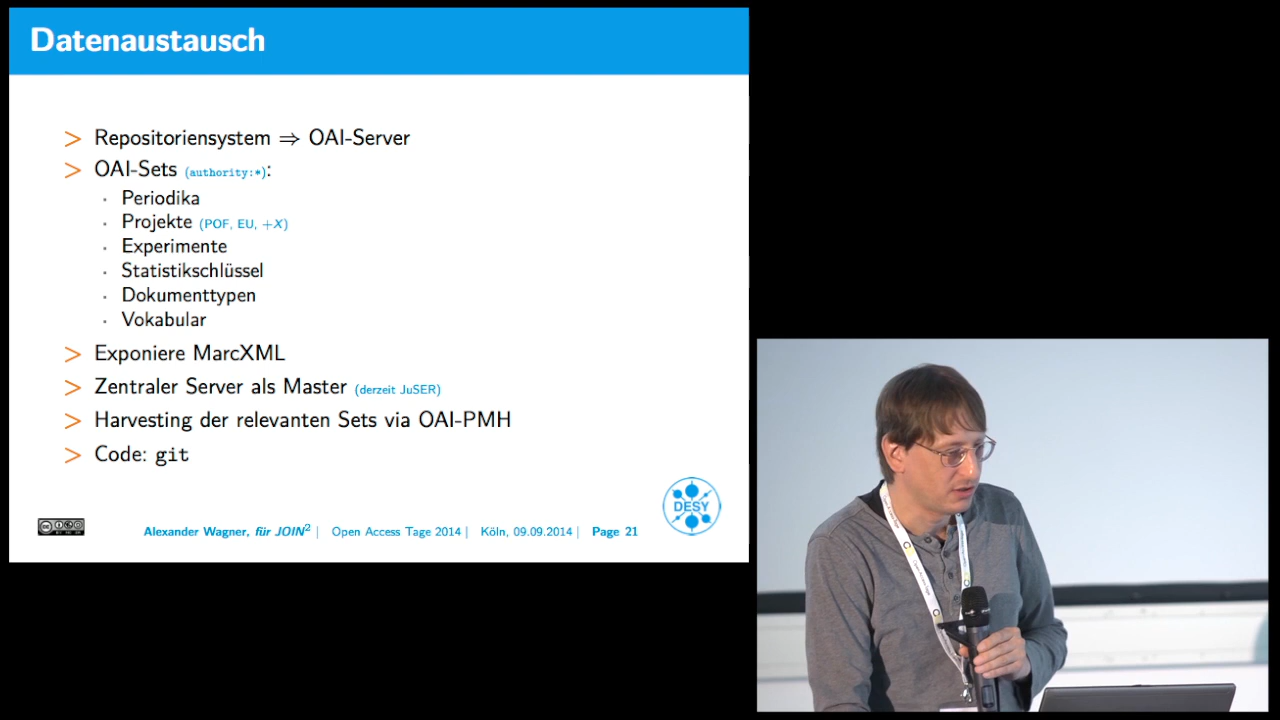 Datenaustausch
> Repositoriensystem ⇒ OAI-Server
> OAI-Sets (authority:*):
· Periodika
· Projekte (POF, EU, +X)
· Experimente
· Statistikschlüssel
· Dokumenttypen
· Vokabular
> Exponiere MarcXML
> Zentraler Server als Master (derzeit JuSER)
> Harvesting der relevanten Sets via OAI-PMH
> Code: git
DESY
Alexander Wagner, für JOIN² | Open Access Tage 2014 | Köln, 09.09.2014 | Page 21